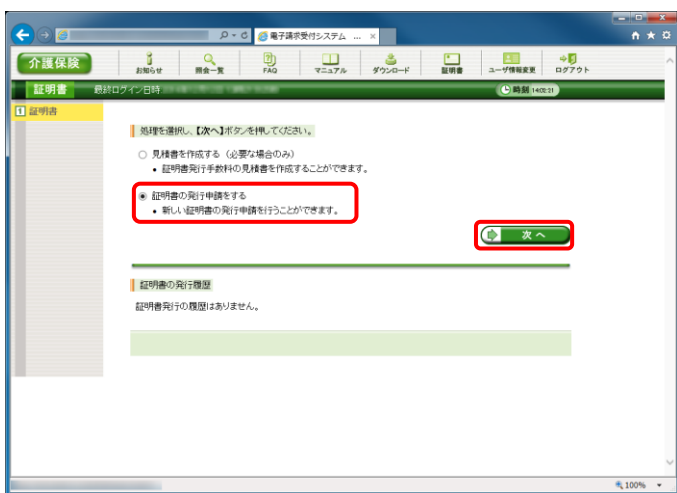 電子請求受付システム ...
介護保険
お知らせ 照会一覧 FAQ マニュアル ダウンロード 証明書 ユーザ情報変更 ログアウト
証明書 最終ログイン日時 時刻
1 証明書
処理を選択し、【次へ】ボタンを押してください。
見積書を作成する（必要な場合のみ）
• 証明書発行手数料の見積書を作成することができます。
証明書の発行申請をする
• 新しい証明書の発行申請を行うことができます。
次へ
証明書の発行履歴
証明書発行の履歴はありません。
100%